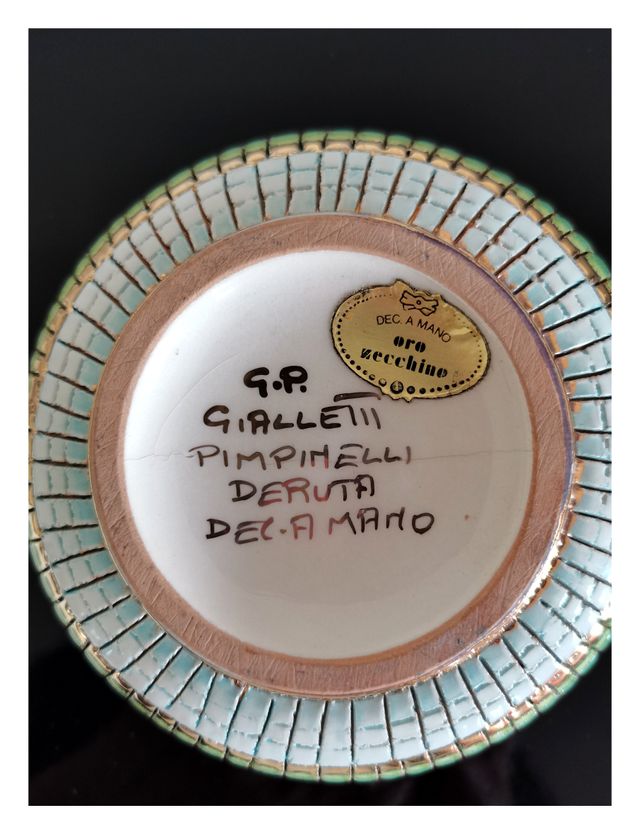 DEC. A MANO
oro
zecchino
G.P.
GIALLETTI
PIMPINELLI
DERUTA
DEC. A MANO